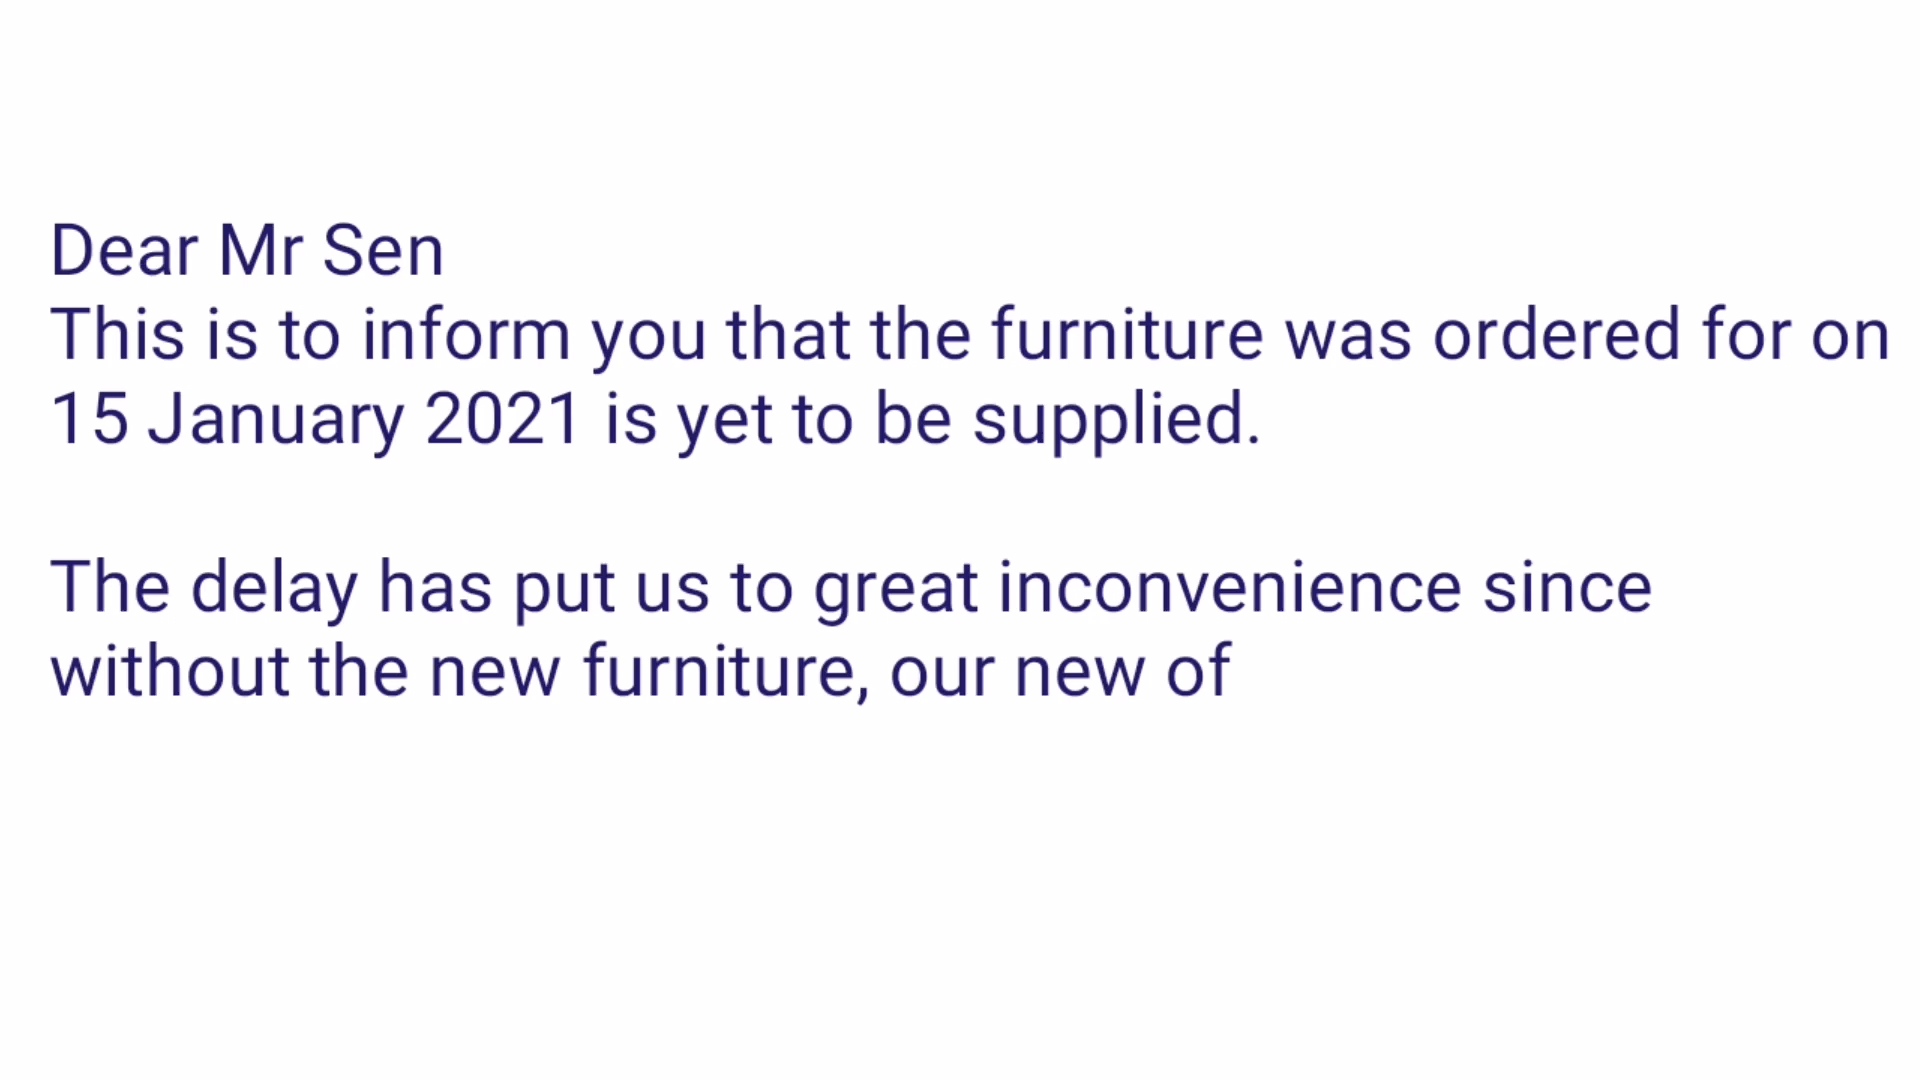 Dear Mr Sen
This is to inform you that the furniture was ordered for on
15 January 2021 is yet to be supplied.
The delay has put us to great inconvenience since
without the new furniture, our new of